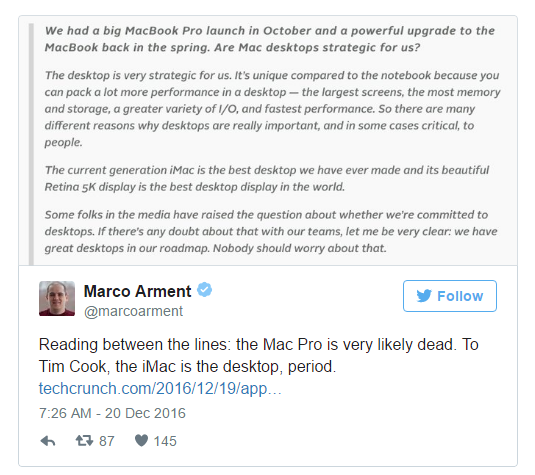 We had a big MacBook Pro launch in October and a powerful upgrade to the
MacBook back in the spring. Are Mac desktops strategic for us?
The desktop is very strategic for us. It's unique compared to the notebook because you
can pack a lot more performance in a desktop — the largest screens, the most memory
and storage, a greater variety of I/O, and fastest performance. So there are many
different reasons why desktops are really important, and in some cases critical, to
people.
The current generation iMac is the best desktop we have ever made and its beautiful
Retina 5K display is the best desktop display in the world.
Some folks in the media have raised the question about whether we're committed to
desktops. If there's any doubt about that with our teams, let me be very clear: we have
great desktops in our roadmap. Nobody should worry about that.
Marco Arment
@marcoarment
Follow
Reading between the lines: the Mac Pro is very likely dead. To
Tim Cook, the iMac is the desktop, period.
techcrunch.com/2016/12/19/app…
7:26 AM - 20 Dec 2016
87 145